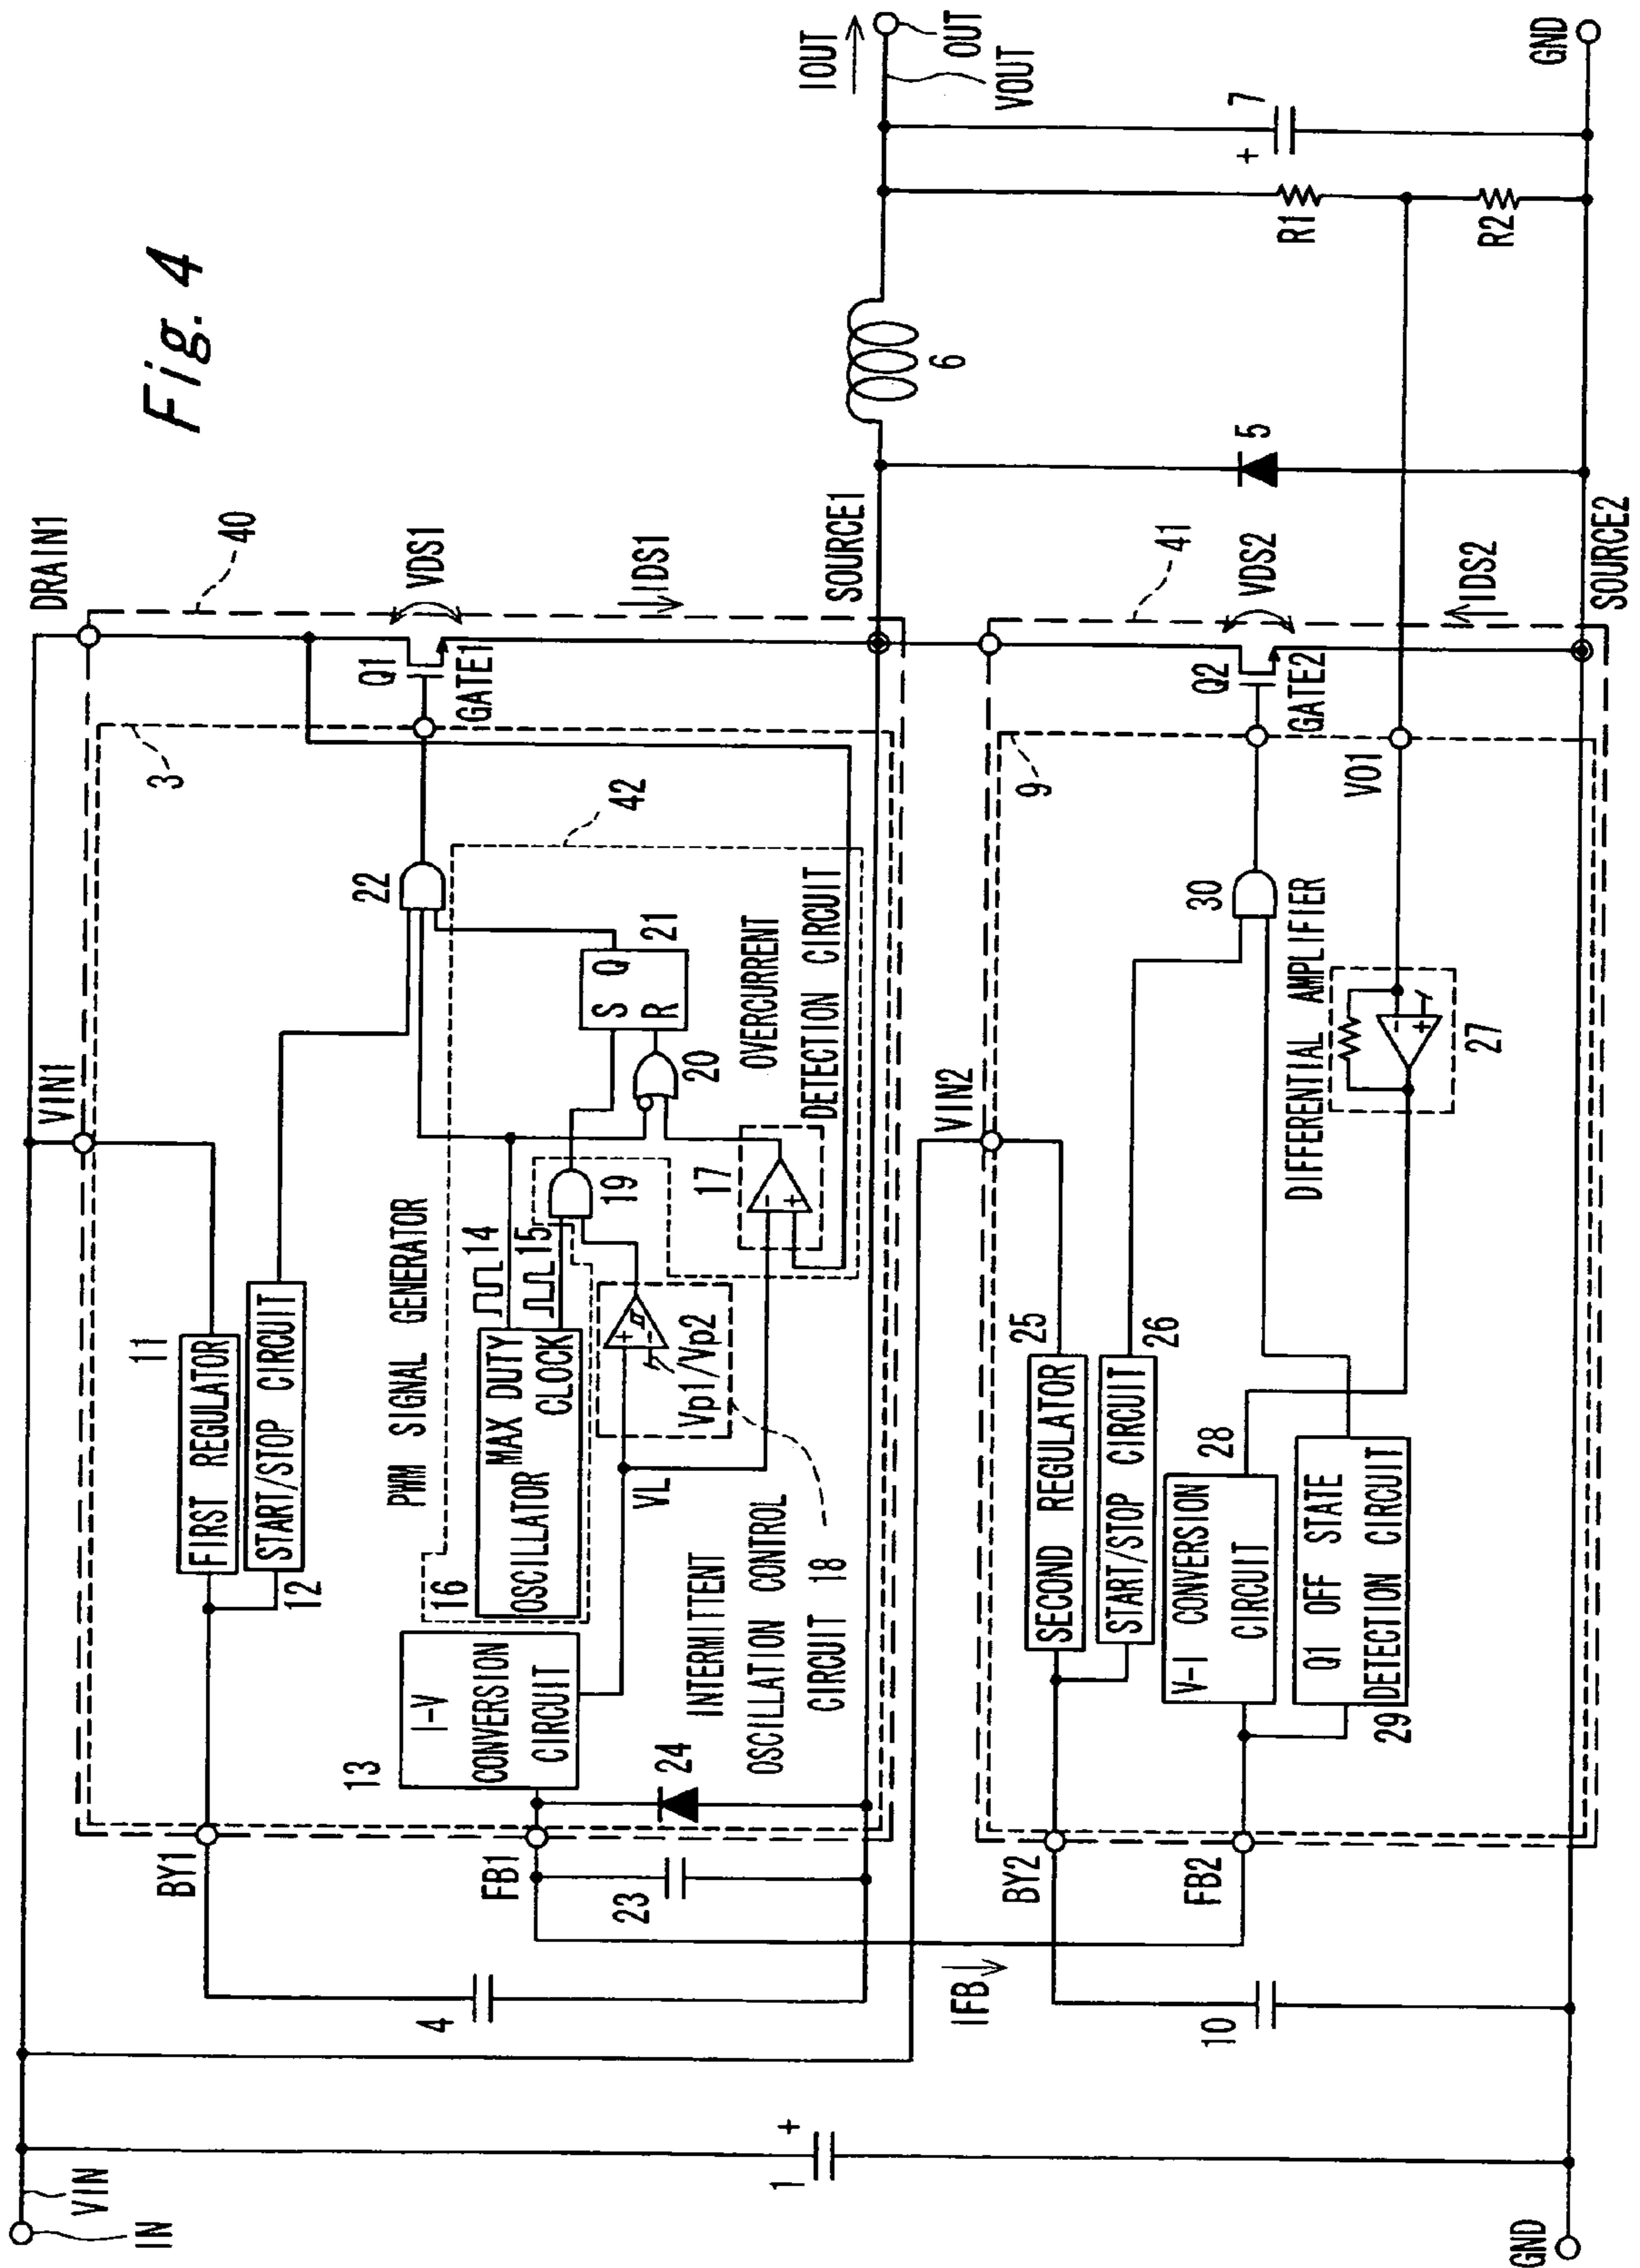 Fig. 4
IN
VIN
1
+
GND
4
BY1
FB1
23
IFB
10
BY2
FB2
VIN1
DRAIN1
40
3
11
FIRST REGULATOR
START/STOP CIRCUIT
12
13
I-V
CONVERSION
CIRCUIT
24
PWM SIGNAL GENERATOR
42
16
MAX DUTY
CLOCK
OSCILLATOR
14
15
Vp1/Vp2
VL
INTERMITTENT
OSCILLATION CONTROL
CIRCUIT 18
17
+
-
+
-
19
20
S Q
R
21
22
OVERCURRENT
DETECTION CIRCUIT
Q1
GATE1
VDS1
IDS1
SOURCE1
VIN2
41
9
25
SECOND REGULATOR
START/STOP CIRCUIT
26
28
V-I CONVERSION
CIRCUIT
Q1 OFF STATE
DETECTION CIRCUIT
29
DIFFERENTIAL AMPLIFIER
-
+
27
30
VO1
Q2
GATE2
VDS2
IDS2
SOURCE2
5
6
R1
R2
+
7
IOUT
OUT
VOUT
GND